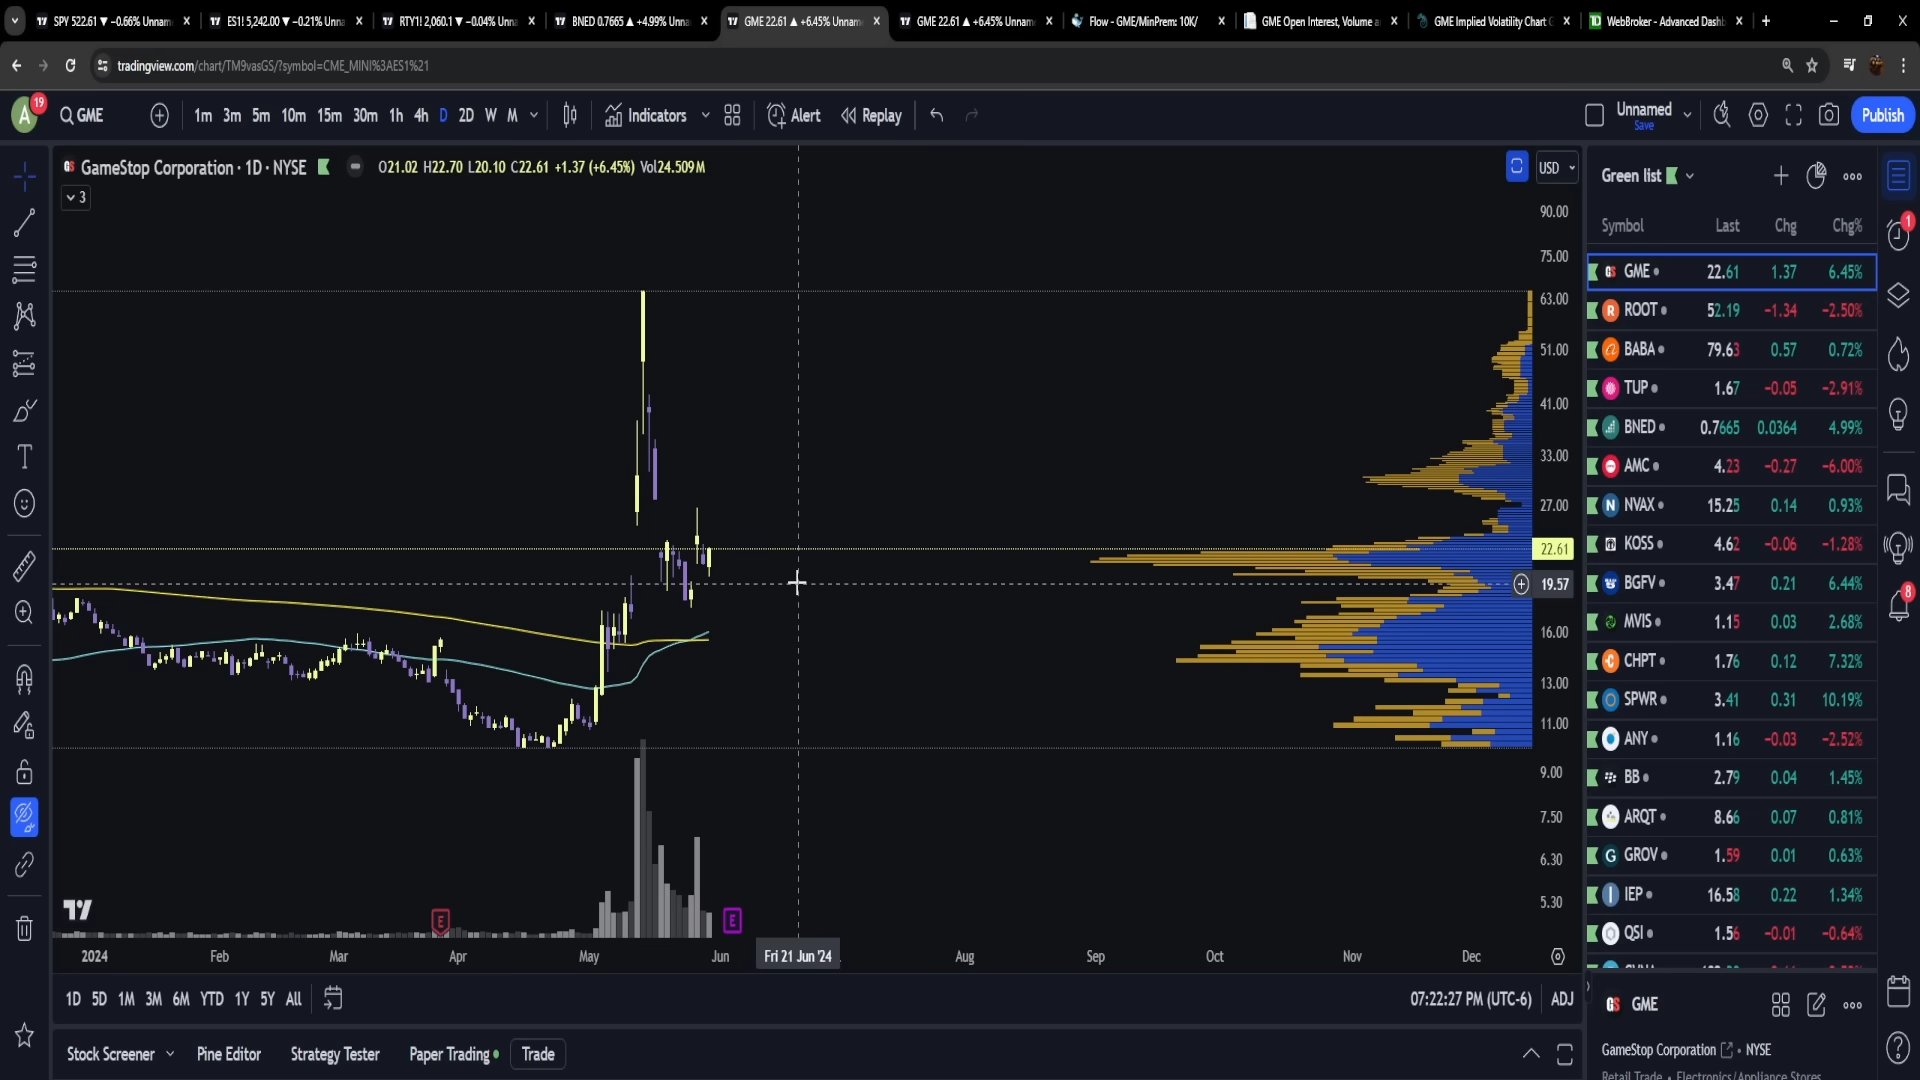 SPY 522.61 ▼ −0.66% Unnam
ES1! 5,242.00 ▼ −0.21% Unna
RTY1! 2,060.1 ▼ −0.04% Unn
BNED 0.7665 ▲ +4.99% Unna
GME 22.61 ▲ +6.45% Unnam
GME 22.61 ▲ +6.45% Unnam
Flow - GME/MinPrem: 10K/
GME Open Interest, Volume a
GME Implied Volatility Chart
WebBroker - Advanced Dashb
tradingview.com/chart/TM9vasGS/?symbol=CME_MINI%3AES1%21
A
19
GME
1m 3m 5m 10m 15m 30m 1h 4h D 2D W M
Indicators
Alert
Replay
Unnamed
Save
Publish
GameStop Corporation · 1D · NYSE
O21.02 H22.70 L20.10 C22.61 +1.37 (+6.45%) Vol24.509M
3
USD
90.00
75.00
63.00
51.00
41.00
33.00
27.00
22.61
19.57
16.00
13.00
11.00
9.00
7.50
6.30
5.30
E
E
2024 Feb Mar Apr May Jun Fri 21 Jun '24 Aug Sep Oct Nov Dec
1D 5D 1M 3M 6M YTD 1Y 5Y All
07:22:27 PM (UTC-6) ADJ
Stock Screener
Pine Editor
Strategy Tester
Paper Trading
Trade
Green list
Symbol Last Chg Chg%
GME 22.61 1.37 6.45%
ROOT 52.19 −1.34 −2.50%
BABA 79.63 0.57 0.72%
TUP 1.67 −0.05 −2.91%
BNED 0.7665 0.0364 4.99%
AMC 4.23 −0.27 −6.00%
NVAX 15.25 0.14 0.93%
KOSS 4.62 −0.06 −1.28%
BGFV 3.47 0.21 6.44%
MVIS 1.15 0.03 2.68%
CHPT 1.76 0.12 7.32%
SPWR 3.41 0.31 10.19%
ANY 1.16 −0.03 −2.52%
BB 2.79 0.04 1.45%
ARQT 8.66 0.07 0.81%
GROV 1.59 0.01 0.63%
IEP 16.58 0.22 1.34%
QSI 1.56 −0.01 −0.64%
GME
GameStop Corporation • NYSE
Retail Trade • Electronics/Appliance Stores
1
8